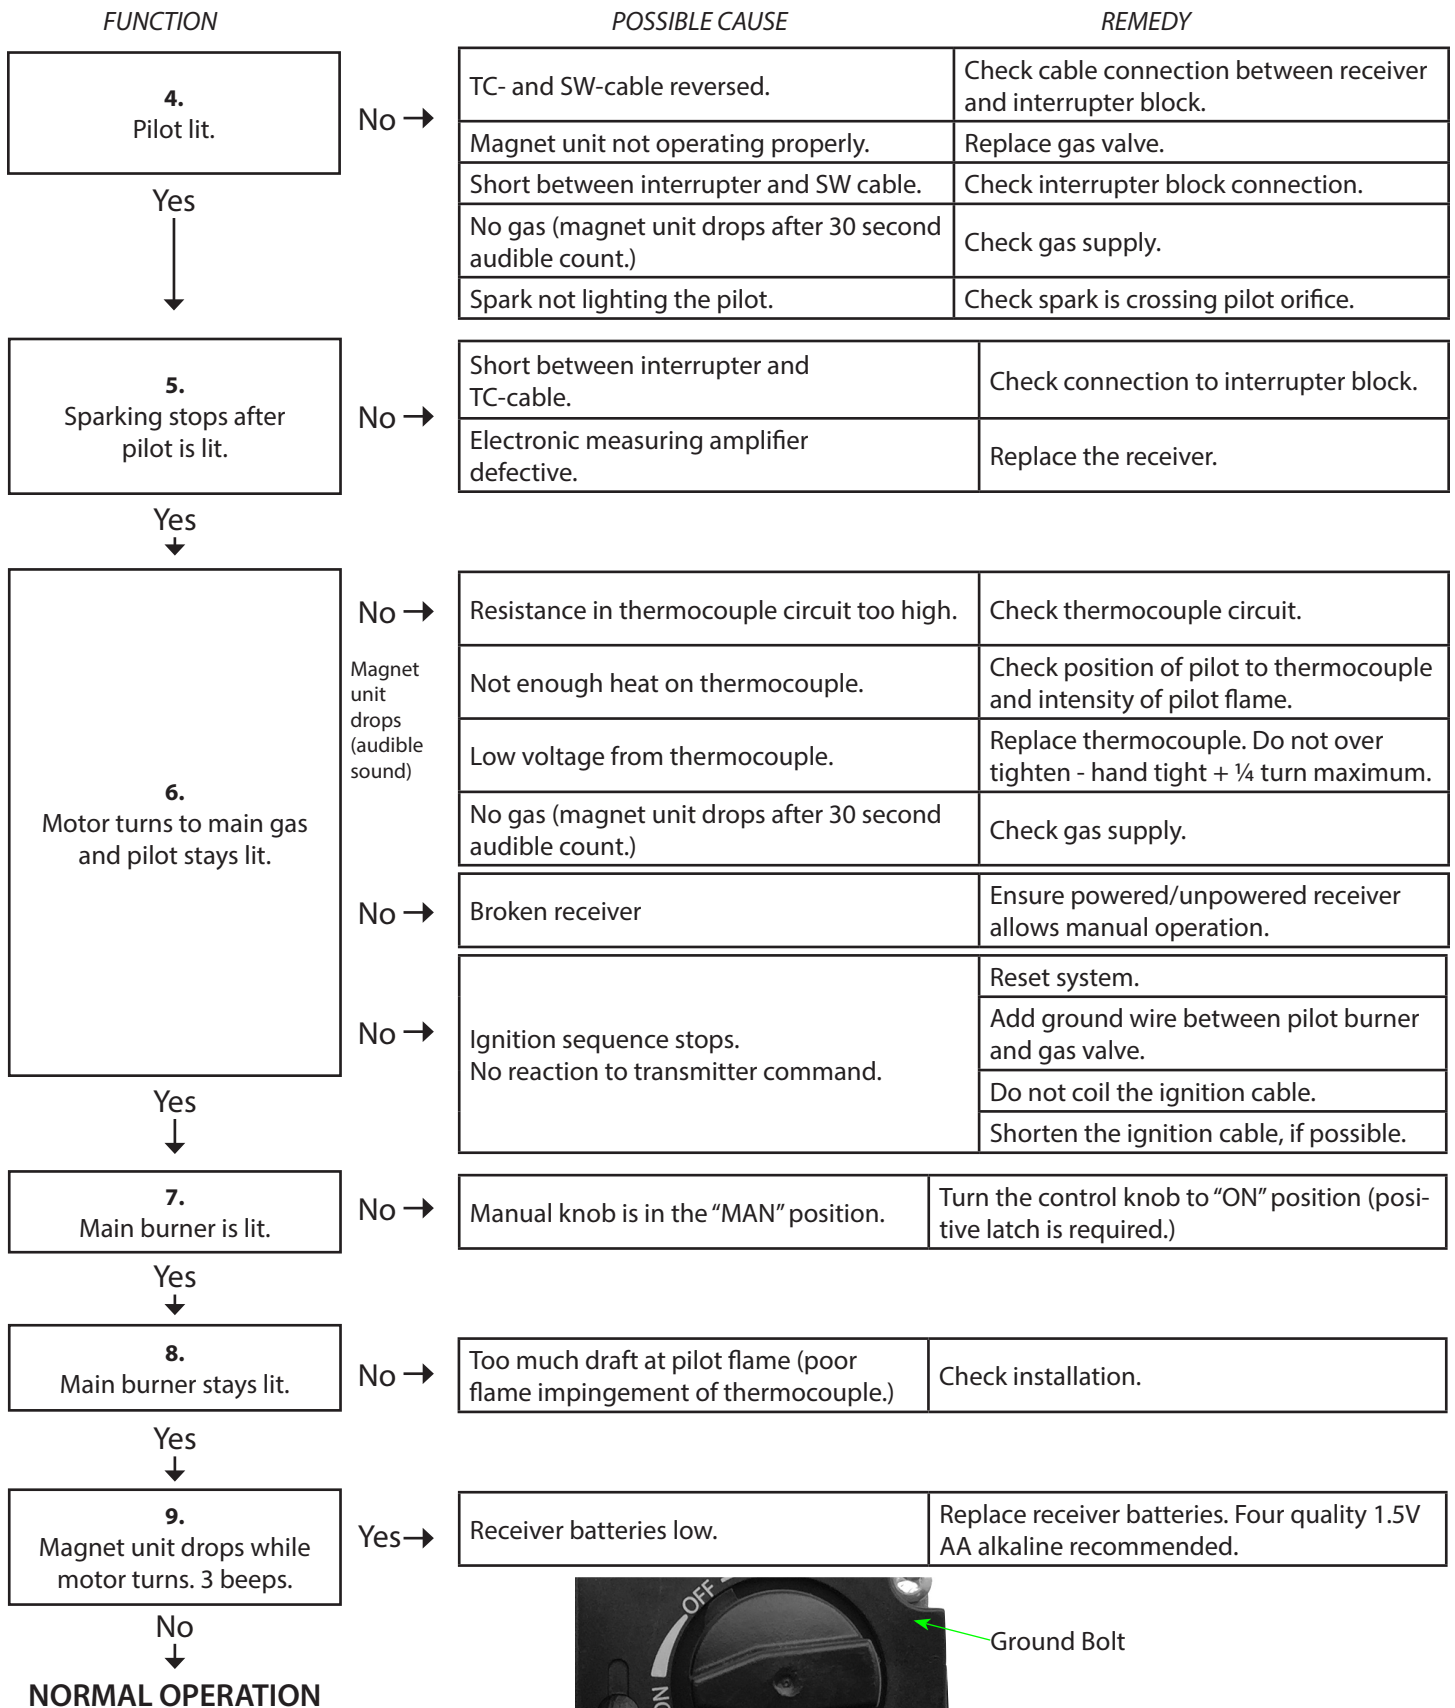 FUNCTION
POSSIBLE CAUSE
REMEDY
4.
Pilot lit.
No
TC- and SW-cable reversed.
Check cable connection between receiver
and interrupter block.
Magnet unit not operating properly.
Replace gas valve.
Short between interrupter and SW cable.
Check interrupter block connection.
No gas (magnet unit drops after 30 second
audible count.)
Check gas supply.
Spark not lighting the pilot.
Check spark is crossing pilot orifice.
Yes
5.
Sparking stops after
pilot is lit.
No
Short between interrupter and
TC-cable.
Check connection to interrupter block.
Electronic measuring amplifier
defective.
Replace the receiver.
Yes
6.
Motor turns to main gas
and pilot stays lit.
No
Magnet
unit
drops
(audible
sound)
Resistance in thermocouple circuit too high.
Check thermocouple circuit.
Not enough heat on thermocouple.
Check position of pilot to thermocouple
and intensity of pilot flame.
Low voltage from thermocouple.
Replace thermocouple. Do not over
tighten - hand tight + ¼ turn maximum.
No gas (magnet unit drops after 30 second
audible count.)
Check gas supply.
No
Broken receiver
Ensure powered/unpowered receiver
allows manual operation.
No
Ignition sequence stops.
No reaction to transmitter command.
Reset system.
Add ground wire between pilot burner
and gas valve.
Do not coil the ignition cable.
Shorten the ignition cable, if possible.
Yes
7.
Main burner is lit.
No
Manual knob is in the “MAN” position.
Turn the control knob to “ON” position (posi-
tive latch is required.)
Yes
8.
Main burner stays lit.
No
Too much draft at pilot flame (poor
flame impingement of thermocouple.)
Check installation.
Yes
9.
Magnet unit drops while
motor turns. 3 beeps.
Yes
Receiver batteries low.
Replace receiver batteries. Four quality 1.5V
AA alkaline recommended.
No
NORMAL OPERATION
OFF
ON
Ground Bolt